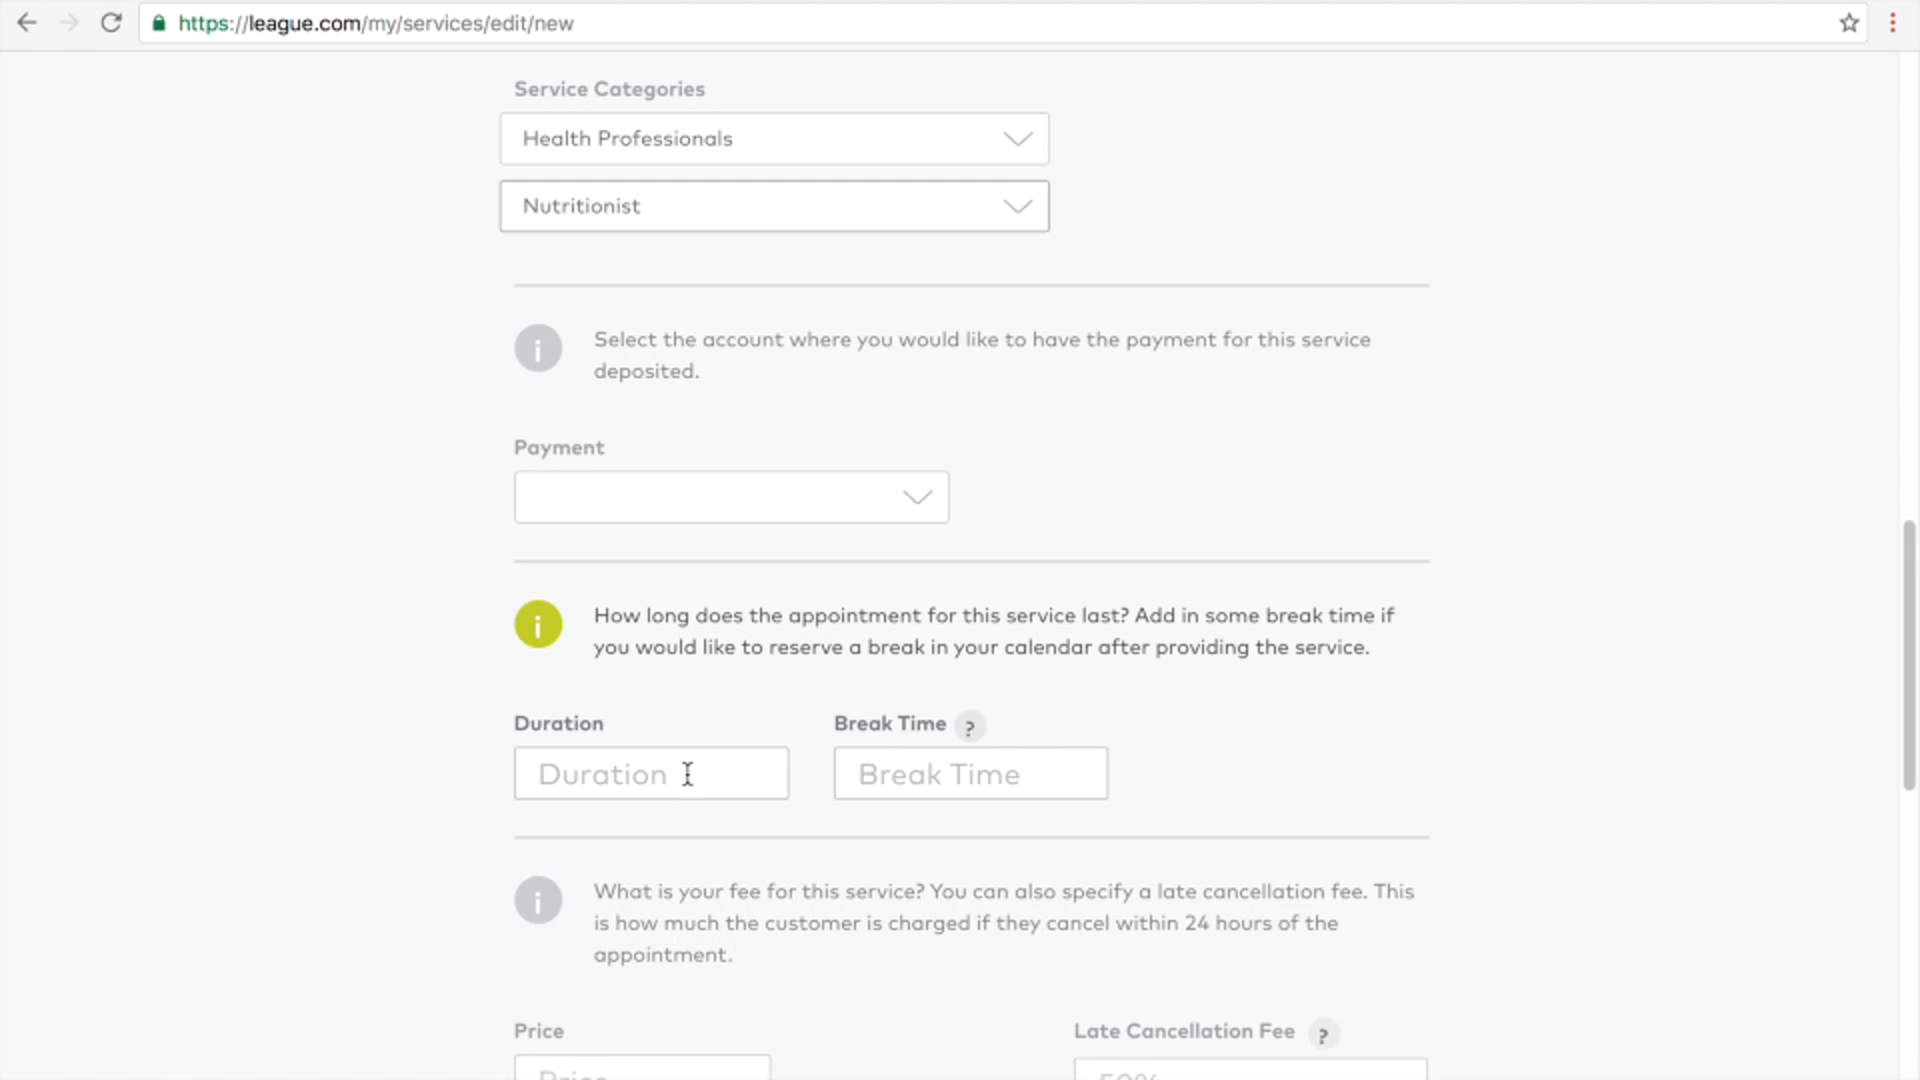 https://league.com/my/services/edit/new
Service Categories
Health Professionals
Nutritionist
Select the account where you would like to have the payment for this service
deposited.
Payment
How long does the appointment for this service last? Add in some break time if
you would like to reserve a break in your calendar after providing the service.
Duration
Break Time ?
Duration
Break Time
What is your fee for this service? You can also specify a late cancellation fee. This
is how much the customer is charged if they cancel within 24 hours of the
appointment.
Price
Late Cancellation Fee ?
Price
50%